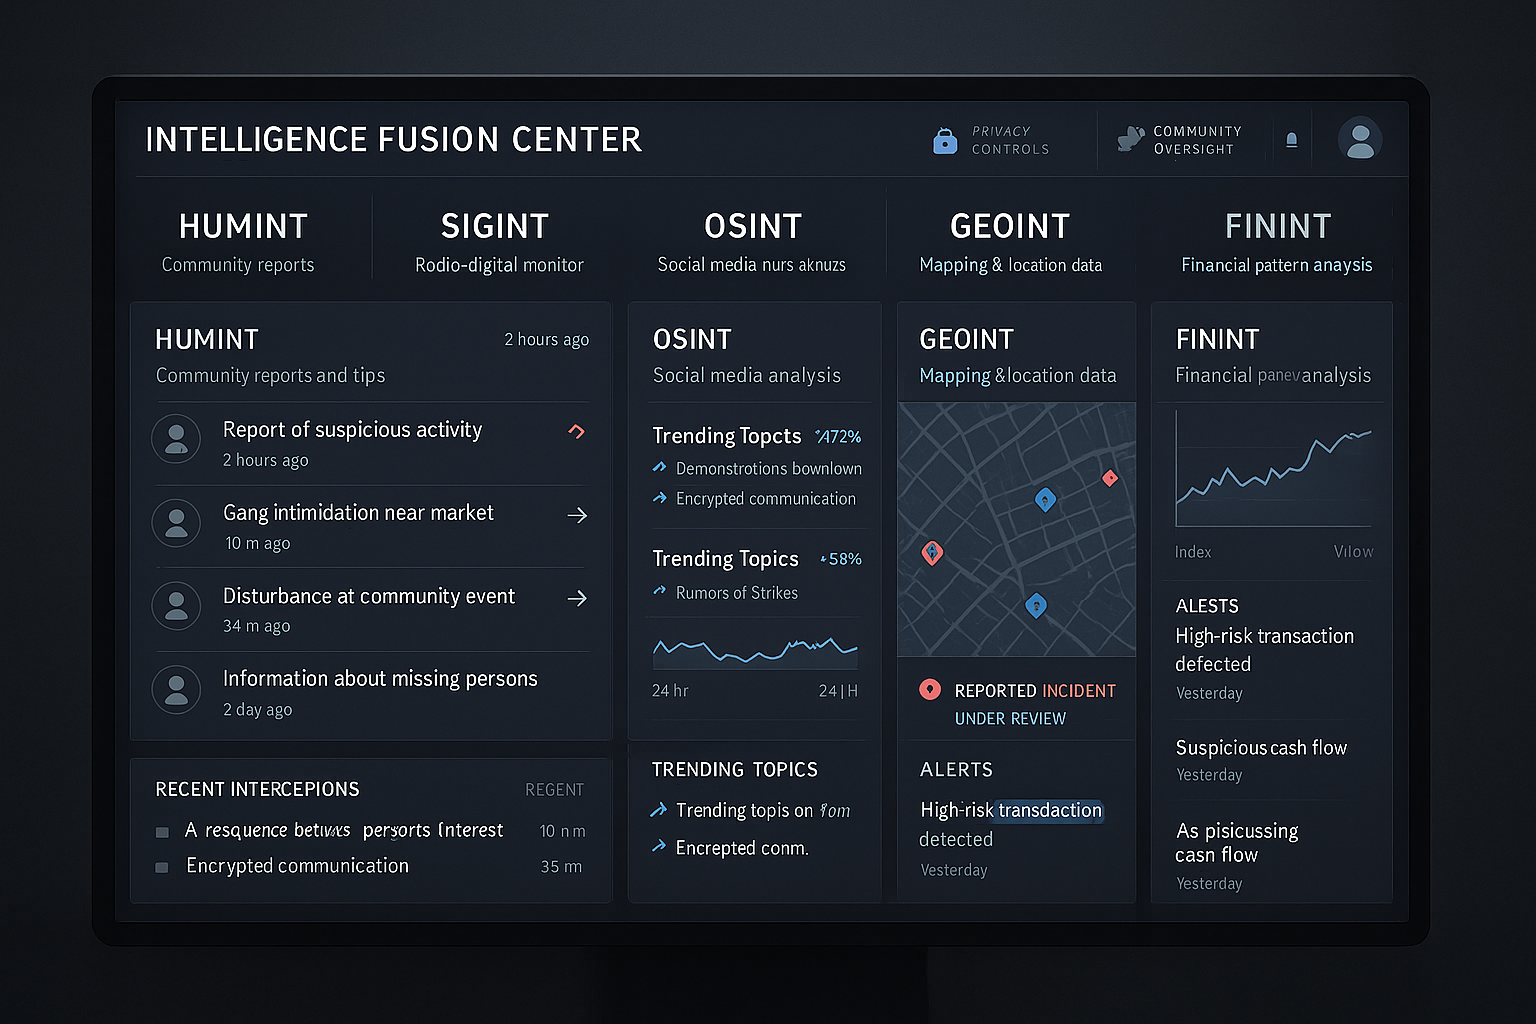 INTELLIGENCE FUSION CENTER
PRIVACY
CONTROLS
COMMUNITY
OVERSIGHT
HUMINT
Community reports
SIGINT
Rodio-digital monitor
OSINT
Social media nurs aknuzs
GEOINT
Mapping & location data
FININT
Financial pattern anaysis
HUMINT
2 hours ago
Community reports and tips
Report of suspicious activity
2 hours ago
Gang intimidation near market
10 m ago
Disturbance at community event
34 m ago
Information about missing persons
2 day ago
RECENT INTERCEPIONS
REGENT
A resquence persorts Interest
10 nm
Encrypted communication
35 m
OSINT
Social media analysis
Trending Topcts
472%
Demonstrotions bownlown
Encrypted communication
Trending Topics
58%
Rumors of Strikes
24 hr
24|H
TRENDING TOPICS
Trending topis on
Encrepted conm.
GEOINT
Mapping &location data
REPORTED INCIDENT
UNDER REVIEW
ALERTS
High-risk transdaction
detected
Yesterday
FININT
Financial panevanalysis
Index
Vilow
ALESTS
High-risk transaction
defected
Yesterday
Suspicious cash flow
Yesterday
As pisicussing
casn flow
Yesterday